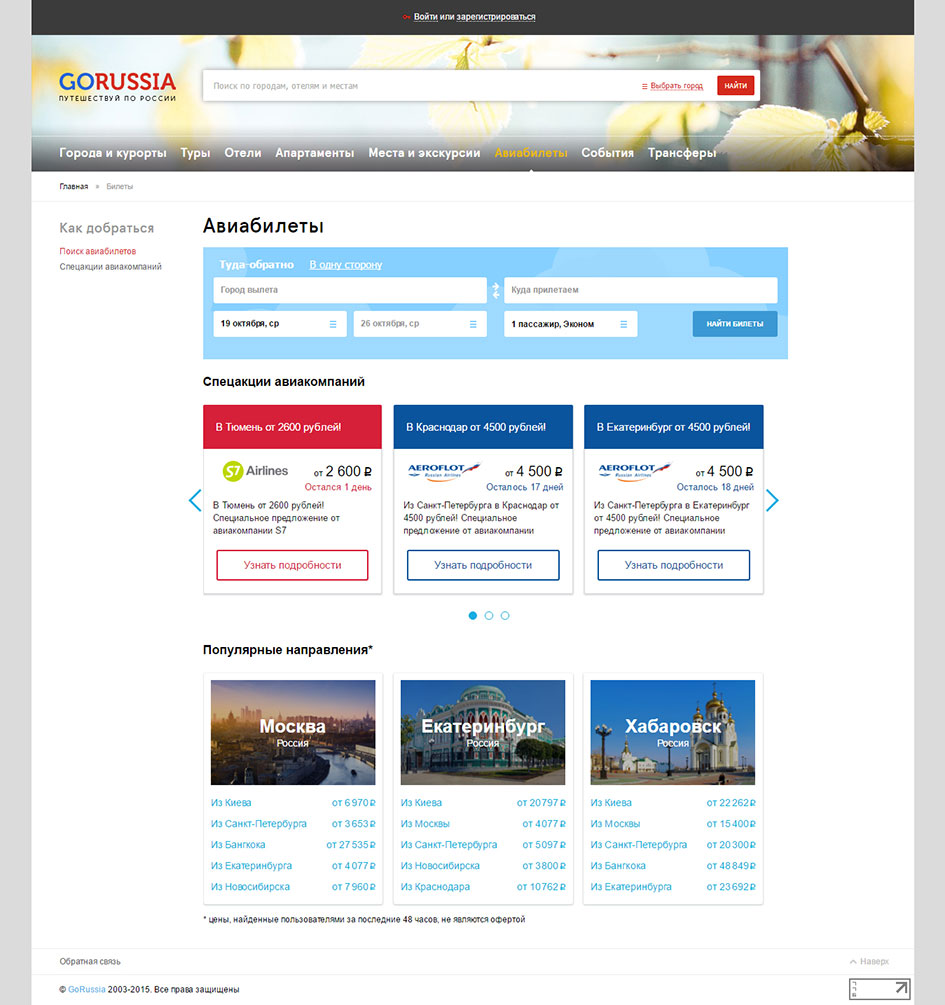 Войти или зарегистрироваться
GORUSSIA
ПУТЕШЕСТВУЙ ПО РОССИИ
Поиск по городам, отелям и местам
Выбрать город
НАЙТИ
Города и курорты Туры Отели Апартаменты Места и экскурсии Авиабилеты События Трансферы
Главная » Билеты
Как добраться
Поиск авиабилетов
Спецакции авиакомпаний
Авиабилеты
Туда-обратно В одну сторону
Город вылета
Куда прилетаем
19 октября, ср
26 октября, ср
1 пассажир, Эконом
НАЙТИ БИЛЕТЫ
Спецакции авиакомпаний
В Тюмень от 2600 рублей!
S7 Airlines
от 2 600 ₽
Остался 1 день
В Тюмень от 2600 рублей!
Специальное предложение от
авиакомпании S7
Узнать подробности
В Краснодар от 4500 рублей!
AEROFLOT
Russian Airlines
от 4 500 ₽
Осталось 17 дней
Из Санкт-Петербурга в Краснодар от
4500 рублей! Специальное
предложение от авиакомпании
Узнать подробности
В Екатеринбург от 4500 рублей!
AEROFLOT
Russian Airlines
от 4 500 ₽
Осталось 18 дней
Из Санкт-Петербурга в Екатеринбург
от 4500 рублей! Специальное
предложение от авиакомпании
Узнать подробности
Популярные направления*
Москва
Россия
Из Киева от 6 970 ₽
Из Санкт-Петербурга от 3 653 ₽
Из Бангкока от 27 535 ₽
Из Екатеринбурга от 4 077 ₽
Из Новосибирска от 7 960 ₽
Екатеринбург
Россия
Из Киева от 20 797 ₽
Из Москвы от 4 077 ₽
Из Санкт-Петербурга от 5 097 ₽
Из Новосибирска от 3 800 ₽
Из Краснодара от 10 762 ₽
Хабаровск
Россия
Из Киева от 22 262 ₽
Из Москвы от 15 400 ₽
Из Санкт-Петербурга от 20 300 ₽
Из Бангкока от 48 849 ₽
Из Екатеринбурга от 23 692 ₽
* цены, найденные пользователями за последние 48 часов, не являются офертой
Обратная связь
Наверх
© GoRussia 2003-2015. Все права защищены